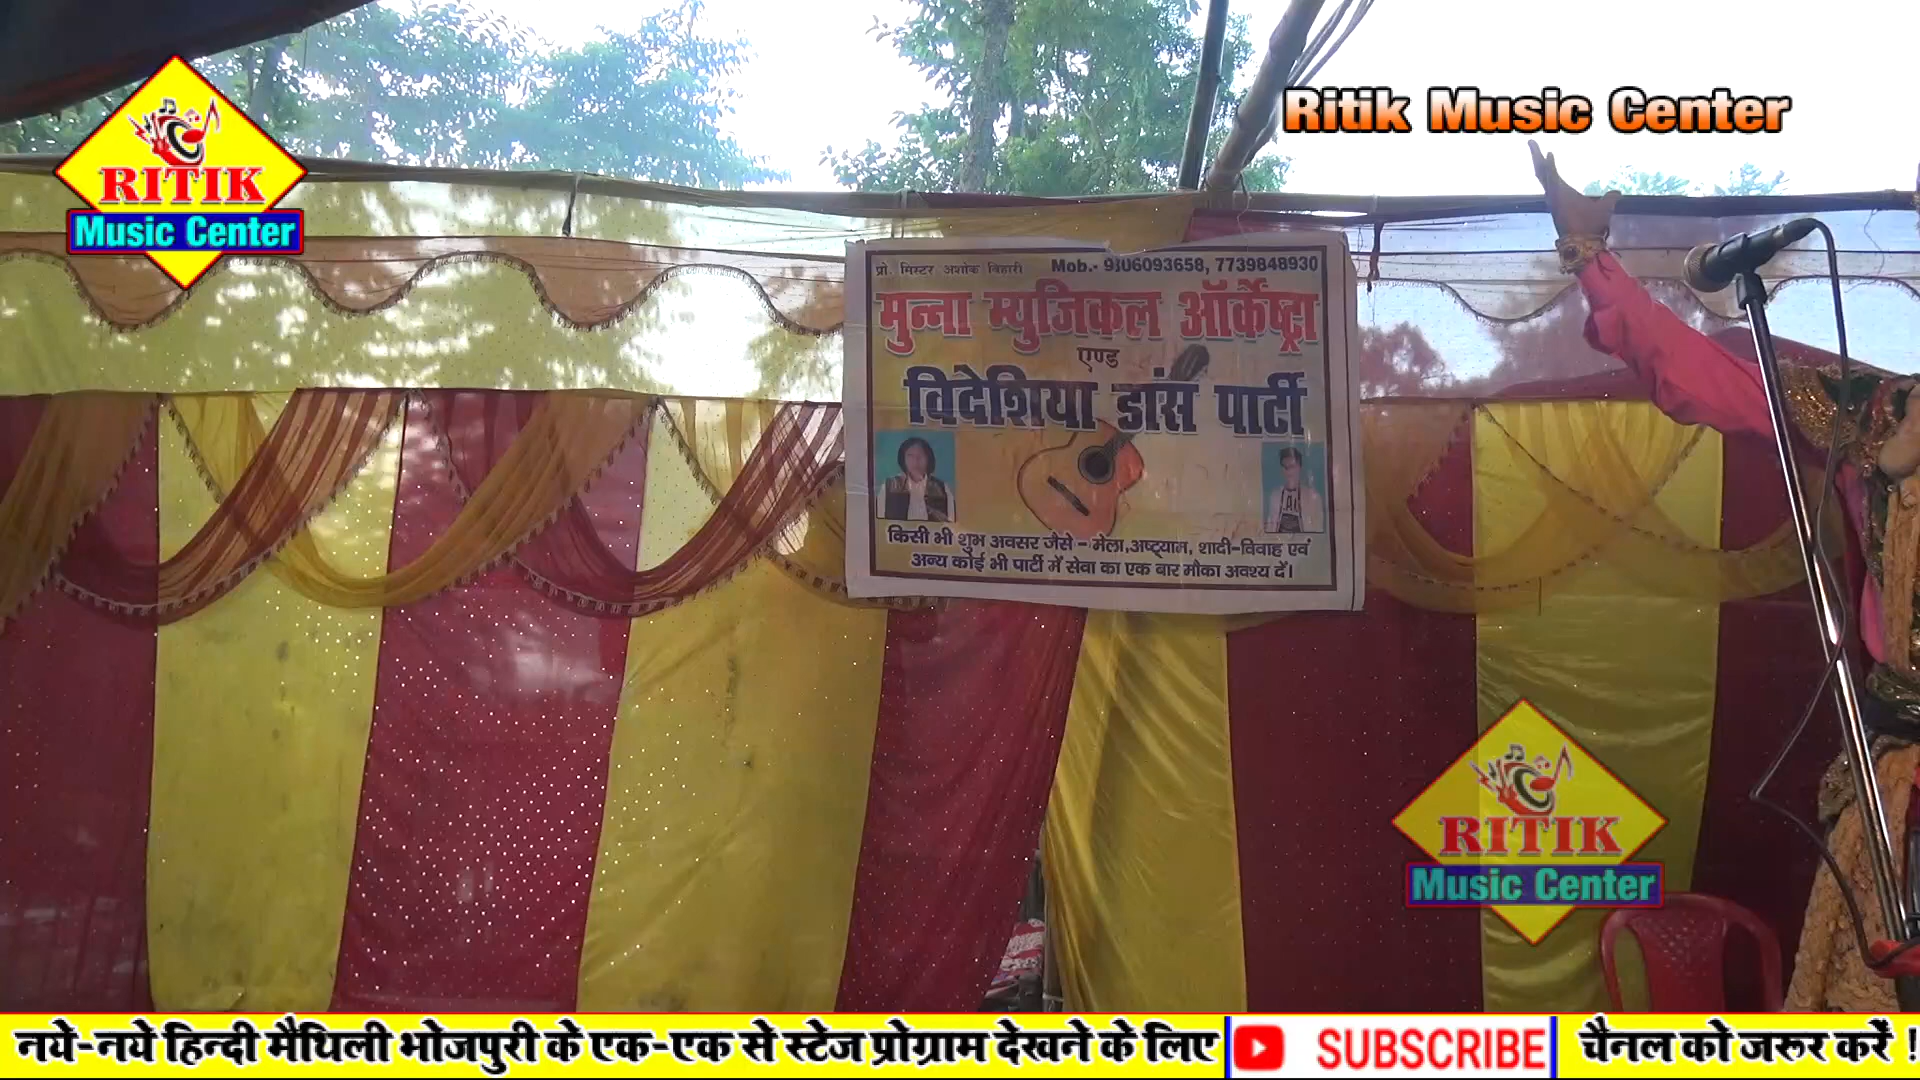 RITIK
Music Center
Ritik Music Center
प्रो. मिस्टर अशोक बिहारी Mob.- 9306093658, 7739848930
मुन्ना म्युजिकल ऑर्केष्ट्रा
एण्ड
विदेशिया डांस पार्टी
किसी भी शुभ अवसर जैसे - मेला,अष्ट्याम, शादी-विवाह एवं
अन्य कोई भी पार्टी में सेवा का एक बार मौका अवश्य दें।
RITIK
Music Center
नये-नये हिन्दी मैथिली भोजपुरी के एक-एक से स्टेज प्रोग्राम देखने के लिए SUBSCRIBE चैनल को जरूर करें !